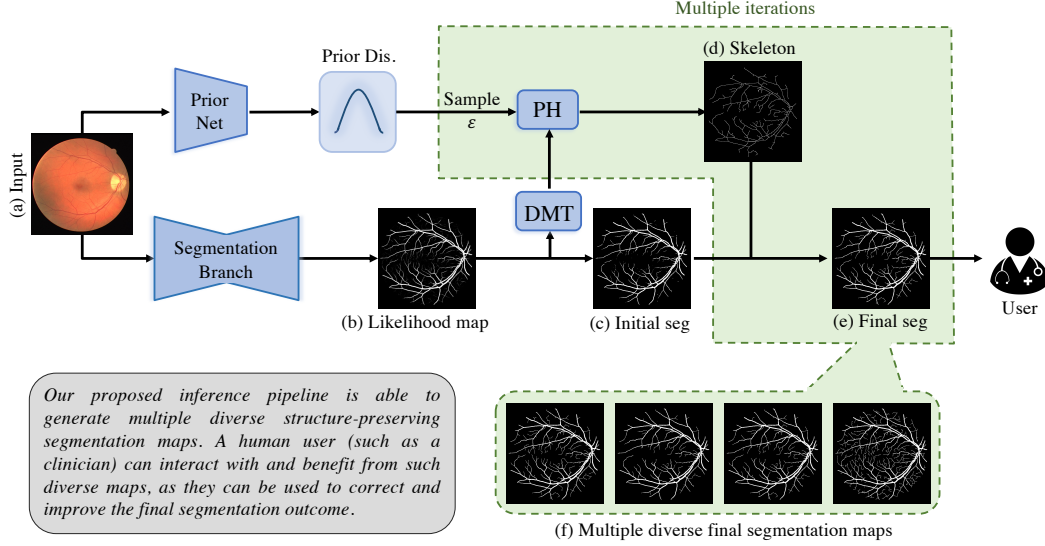 Multiple iterations
(d) Skeleton
Prior Dis.
Prior
Net
Sample
ε
PH
(a) Input
DMT
Segmentation
Branch
(b) Likelihood map
(c) Initial seg
(e) Final seg
User
Our proposed inference pipeline is able to
generate multiple diverse structure-preserving
segmentation maps. A human user (such as a
clinician) can interact with and benefit from such
diverse maps, as they can be used to correct and
improve the final segmentation outcome.
(f) Multiple diverse final segmentation maps